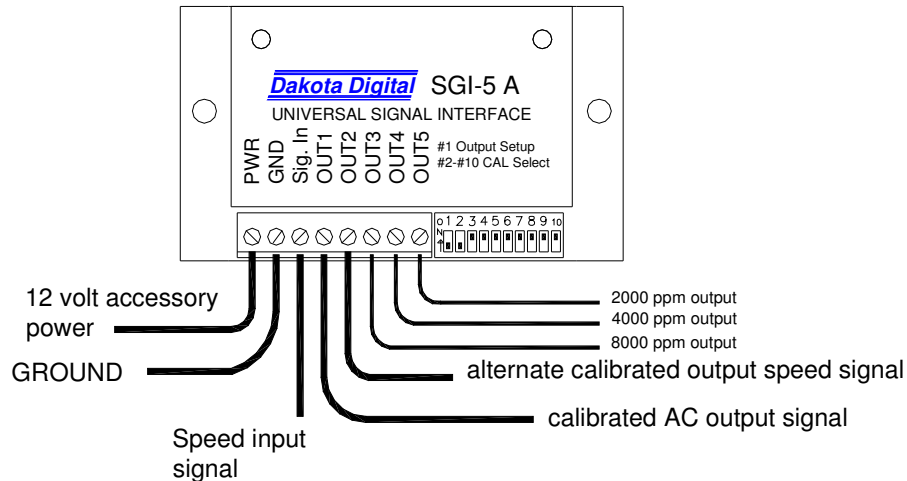 Dakota Digital SGI-5 A
UNIVERSAL SIGNAL INTERFACE
PWR
GND
Sig. In
OUT1
OUT2
OUT3
OUT4
OUT5
#1 Output Setup
#2-#10 CAL Select
O
N
1 2 3 4 5 6 7 8 9 10
12 volt accessory
power
GROUND
Speed input
signal
2000 ppm output
4000 ppm output
8000 ppm output
alternate calibrated output speed signal
calibrated AC output signal